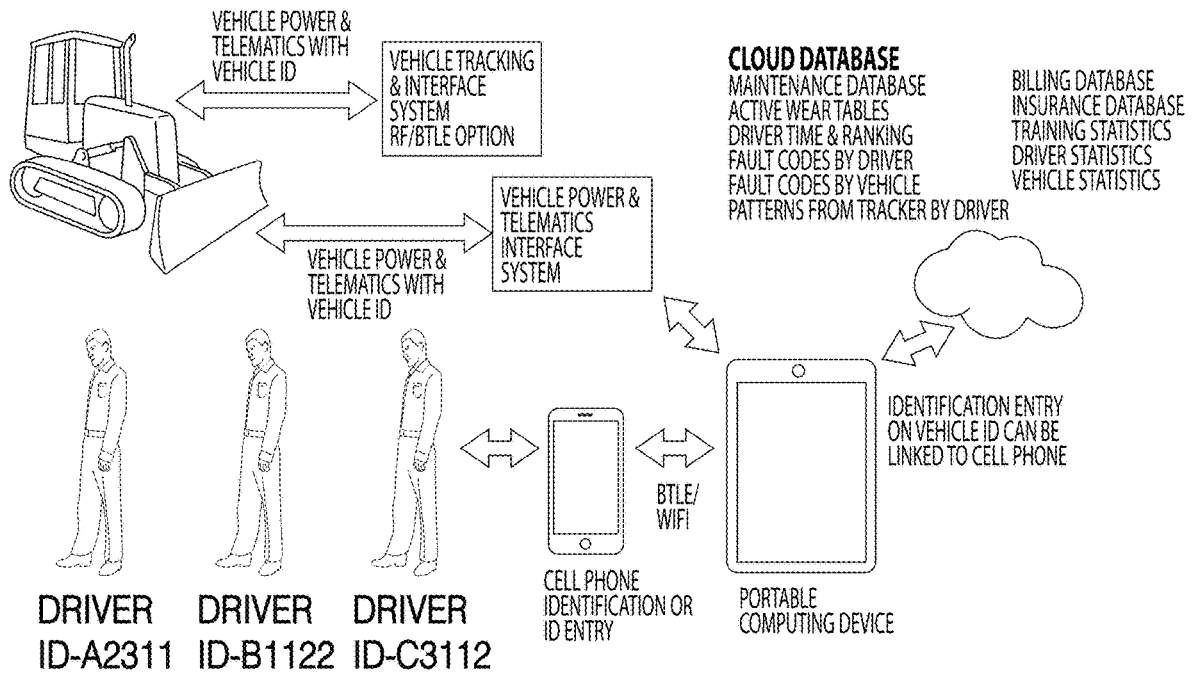 VEHICLE POWER &
TELEMATICS WITH
VEHICLE ID
VEHICLE TRACKING
& INTERFACE
SYSTEM
RF/BTLE OPTION
CLOUD DATABASE
MAINTENANCE DATABASE
ACTIVE WEAR TABLES
DRIVER TIME & RANKING
FAULT CODES BY DRIVER
FAULT CODES BY VEHICLE
PATTERNS FROM TRACKER BY DRIVER
BILLING DATABASE
INSURANCE DATABASE
TRAINING STATISTICS
DRIVER STATISTICS
VEHICLE STATISTICS
VEHICLE POWER &
TELEMATICS
INTERFACE
SYSTEM
VEHICLE POWER &
TELEMATICS WITH
VEHICLE ID
IDENTIFICATION ENTRY
ON VEHICLE ID CAN BE
LINKED TO CELL PHONE
BTLE/
WIFI
CELL PHONE
IDENTIFICATION OR
ID ENTRY
PORTABLE
COMPUTING DEVICE
DRIVER
ID-A2311
DRIVER
ID-B1122
DRIVER
ID-C3112